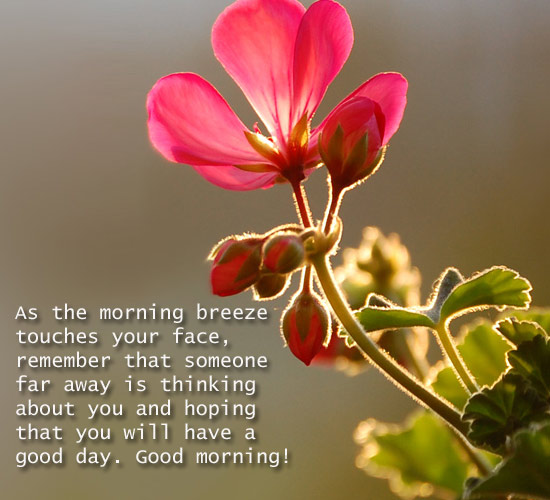 As the morning breeze
touches your face,
remember that someone
far away is thinking
about you and hoping
that you will have a
good day. Good morning!